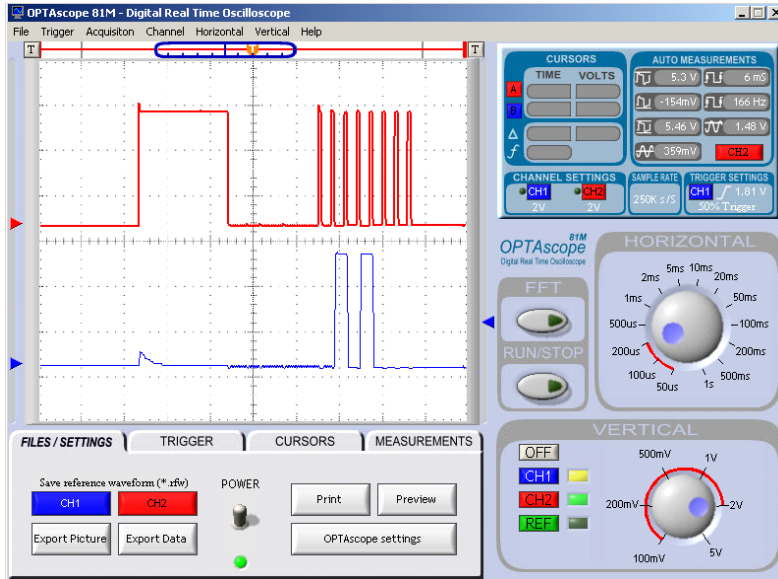 OPTAscope 81M - Digital Real Time Oscilloscope
File Trigger Acquisiton Channel Horizontal Vertical Help
T T T
CURSORS
TIME VOLTS
A
B
Δ
f
AUTO MEASUREMENTS
5.3 V 6 mS
-154mV 166 Hz
5.46 V 1.48 V
359mV CH2
CHANNEL SETTINGS
CH1 CH2
2V 2V
SAMPLE RATE
250K s/S
TRIGGER SETTINGS
CH1 1.81 V
50% Trigger
81M
OPTAscope
Digital Real Time Oscilloscope
FFT
RUN/STOP
HORIZONTAL
5ms 10ms
2ms 20ms
1ms 50ms
500us 100ms
200us 200ms
100us 500ms
50us 1s
FILES / SETTINGS TRIGGER CURSORS MEASUREMENTS
Save reference waveform (*.rfw)
CH1 CH2
Export Picture Export Data
POWER
Print Preview
OPTAscope settings
VERTICAL
OFF
CH1
CH2
REF
500mV 1V
200mV 2V
100mV 5V